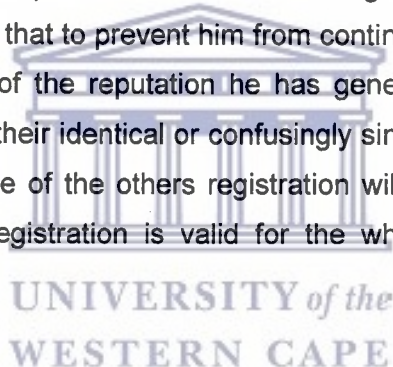 that to prevent him from contin
of the reputation he has gene
their identical or confusingly sin
e of the others registration wil
egistration is valid for the wh
UNIVERSITY of the
WESTERN CAPE